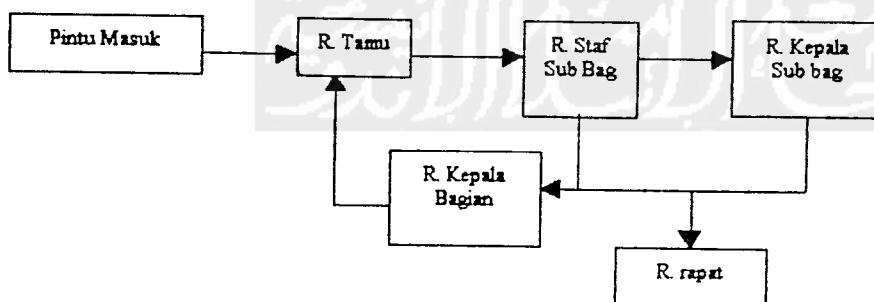 Pintu Masuk
R. Tamu
R. Staf
Sub Bag
R. Kepala
Sub bag
R. Kepala
Bagian
R. rapat